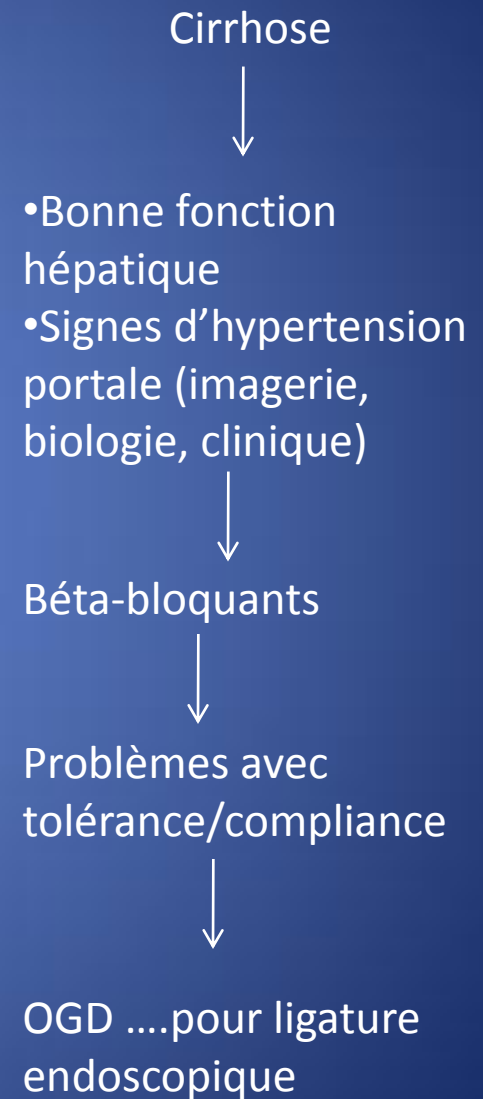 Cirrhose
•Bonne fonction
hépatique
•Signes d’hypertension
portale (imagerie,
biologie, clinique)
Béta-bloquants
Problèmes avec
tolérance/compliance
OGD ....pour ligature
endoscopique